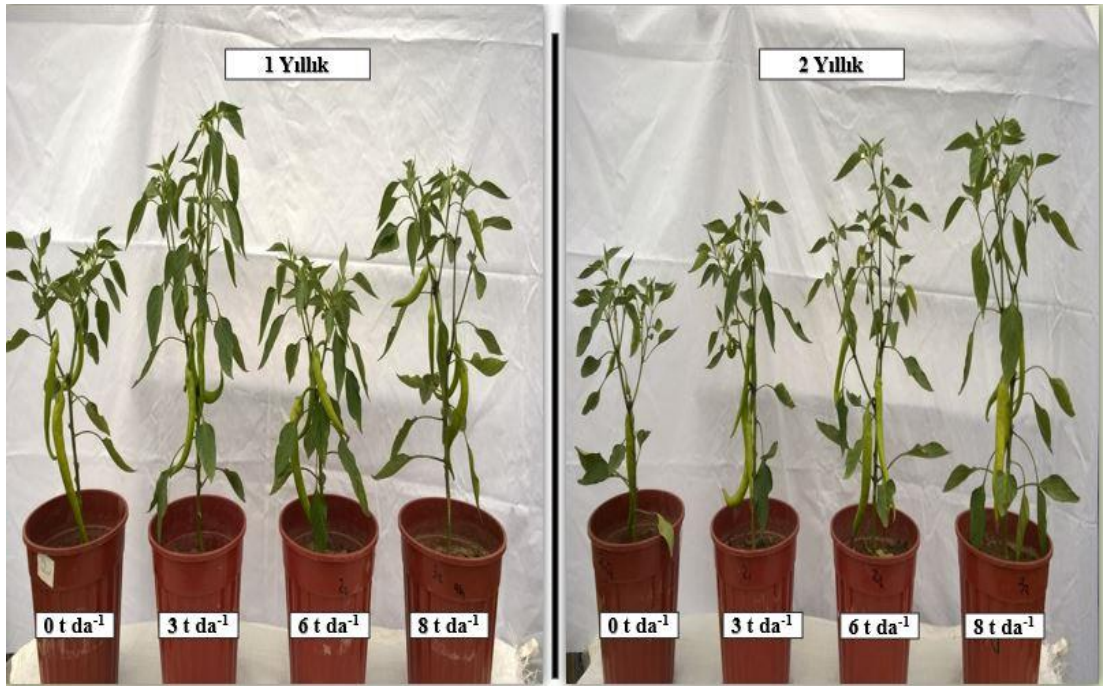 1 Yıllık
0 t da⁻¹
3 t da⁻¹
6 t da⁻¹
8 t da⁻¹
2 Yıllık
0 t da⁻¹
3 t da⁻¹
6 t da⁻¹
8 t da⁻¹